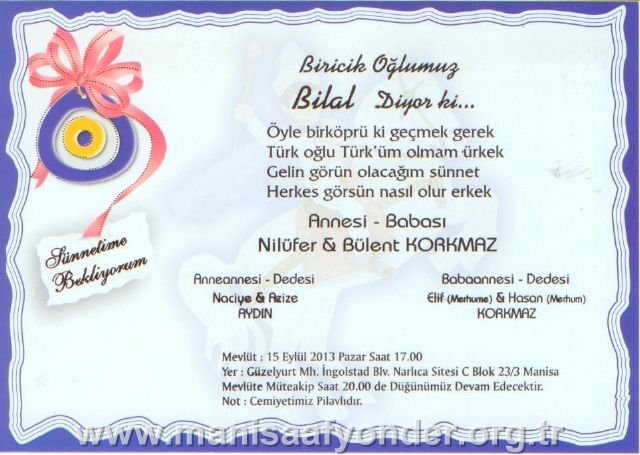 Biricik Oğlumuz
Bilal Diyor ki...
Öyle birköprü ki geçmek gerek
Türk oğlu Türk'üm olmam ürkek
Gelin görün olacağım sünnet
Herkes görsün nasıl olur erkek
Annesi - Babası
Nilüfer & Bülent KORKMAZ
Sünnetime
Bekliyorum
Anneannesi - Dedesi
Naciye & Azize
AYDIN
Babaannesi - Dedesi
Elif (Merhume) & Hasan (Merhum)
KORKMAZ
Mevlüt : 15 Eylül 2013 Pazar Saat 17.00
Yer : Güzelyurt Mh. İngolstad Blv. Narlıca Sitesi C Blok 23/3 Manisa
Mevlüte Müteakip Saat 20.00 de Düğünümüz Devam Edecektir.
Not : Cemiyetimiz Pilavlıdır.
www.manisaafyonder.org.tr